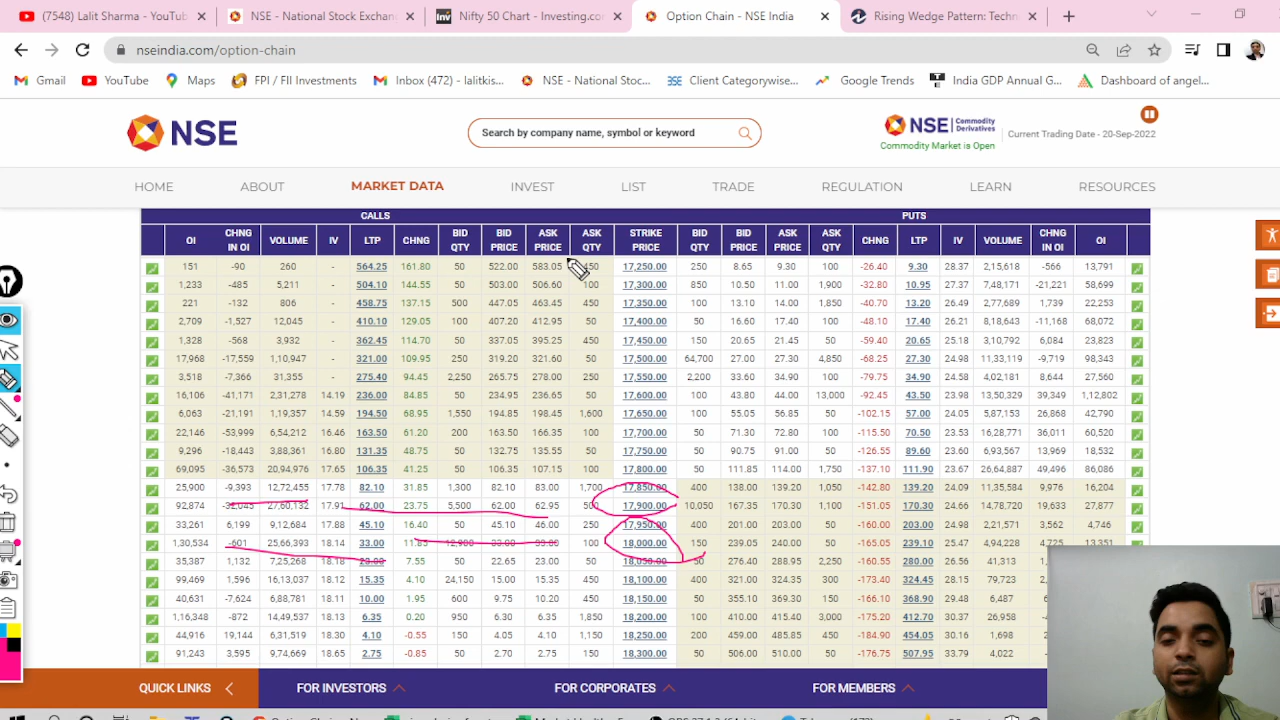 (7548) Lalit Sharma - YouTub
NSE - National Stock Exchan
Nifty 50 Chart - Investing.co
Option Chain - NSE India
Rising Wedge Pattern: Techn
nseindia.com/option-chain
Gmail YouTube Maps FPI / FII Investments Inbox (472) - lalitkis... NSE - National Stoc... Client Categorywise... Google Trends India GDP Annual G... Dashboard of angel...
NSE
Search by company name, symbol or keyword
NSE Commodity Derivatives
Current Trading Date - 20-Sep-2022
Commodity Market is Open
HOME ABOUT MARKET DATA INVEST LIST TRADE REGULATION LEARN RESOURCES
CALLS PUTS
OI CHNG IN OI VOLUME IV LTP CHNG BID QTY BID PRICE ASK PRICE ASK QTY STRIKE PRICE BID QTY BID PRICE ASK PRICE ASK QTY CHNG LTP IV VOLUME CHNG IN OI OI
151 -90 260 - 564.25 161.80 50 522.00 583.05 450 17,250.00 250 8.65 9.30 100 -26.40 9.30 28.37 2,15,618 -566 13,791
1,233 -485 5,211 - 504.10 144.55 50 503.00 506.60 100 17,300.00 850 10.50 11.00 1,900 -32.80 10.95 27.37 7,48,171 -21,221 58,699
221 -132 806 - 458.75 137.15 500 447.05 463.45 450 17,350.00 100 13.10 14.00 1,850 -40.70 13.20 26.49 2,77,689 1,739 22,253
2,709 -1,527 12,045 - 410.10 129.05 100 407.20 412.95 50 17,400.00 50 16.60 17.40 100 -48.10 17.40 26.21 8,18,643 -11,168 68,072
1,328 -568 3,932 - 362.45 114.70 50 337.05 395.25 450 17,450.00 150 20.65 21.45 50 -59.40 20.65 25.18 3,10,792 6,084 23,823
17,968 -17,559 1,10,947 - 321.00 109.95 250 319.20 321.60 50 17,500.00 64,700 27.00 27.30 4,850 -68.25 27.30 24.98 11,33,119 -9,719 98,343
3,518 -7,366 31,355 - 275.40 94.45 2,250 265.75 278.00 250 17,550.00 2,200 33.60 34.90 100 -79.75 34.90 24.58 4,02,181 8,644 27,560
16,106 -41,171 2,31,278 14.19 236.00 84.85 50 234.95 236.65 50 17,600.00 100 43.80 44.00 13,000 -92.45 43.50 23.98 13,50,329 39,349 1,12,802
6,063 -21,191 1,19,357 14.59 194.50 68.95 1,550 194.85 198.45 1,600 17,650.00 100 55.05 56.85 50 -102.15 57.00 23.98 5,87,153 26,868 42,790
22,146 -53,999 6,54,212 16.46 163.50 61.20 200 163.50 166.35 100 17,700.00 50 71.30 72.80 100 -115.50 70.50 23.53 16,28,771 36,011 60,520
9,296 -18,443 3,88,361 16.80 131.35 48.75 50 132.75 135.55 50 17,750.00 50 90.75 91.00 50 -126.55 89.60 23.53 6,93,567 13,939 18,532
69,095 -36,573 20,94,976 17.65 106.35 41.25 50 106.35 107.15 100 17,800.00 50 111.85 114.00 1,750 -137.10 111.90 23.67 26,64,887 49,496 86,086
25,900 -9,393 12,72,455 17.78 82.10 31.85 1,300 82.10 83.00 1,700 17,850.00 400 138.00 139.20 1,050 -142.80 139.20 24.08 11,35,584 9,976 16,204
92,874 -32,045 27,60,132 17.91 62.00 23.75 5,500 62.00 62.95 17,900.00 10,050 167.35 170.30 1,100 -151.05 170.30 24.66 14,78,720 19,633 27,877
33,261 6,199 9,12,684 17.88 45.10 16.40 50 45.10 46.00 250 17,950.00 400 201.00 203.00 50 -160.00 203.00 24.98 2,21,571 3,562 4,746
1,30,534 -601 25,66,393 18.14 33.00 11.85 12,900 33.00 33.80 100 18,000.00 150 239.05 240.00 50 -165.05 239.10 25.47 4,94,228 4,725 13,351
35,387 1,132 7,25,268 18.18 23.00 7.55 50 22.65 23.00 50 18,050.00 50 276.40 288.95 2,250 -160.55 280.00 26.56 41,313
99,469 1,596 16,13,037 18.12 15.35 4.10 24,150 15.00 15.35 450 18,100.00 400 321.00 324.35 300 -173.40 324.45 28.15 79,723
40,631 -7,624 6,88,781 18.11 10.00 1.95 600 9.75 10.20 450 18,150.00 100 355.10 369.30 150 -166.10 368.90 29.48 6,487
1,16,348 -872 14,49,537 18.13 6.35 0.20 950 6.30 6.35 1,850 18,200.00 100 410.00 415.40 3,000 -175.20 412.70 30.37 26,958
44,916 19,144 6,31,519 18.30 4.10 -0.55 150 4.05 4.10 1,150 18,250.00 200 459.00 485.85 450 -184.90 454.05 30.16 1,698
91,243 3,595 9,74,669 18.65 2.75 -0.85 50 2.70 2.75 150 18,300.00 50 506.00 510.00 50 -176.75 507.95 33.79 4,022
QUICK LINKS FOR INVESTORS FOR CORPORATES FOR MEMBERS